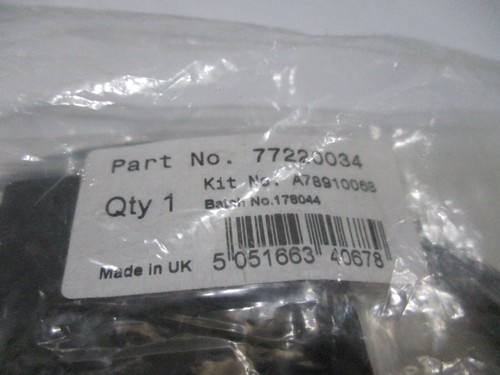 Part No. 77220034
Kit No. A78910068
Qty 1
Batch No.178044
Made in UK
5 051663 40678